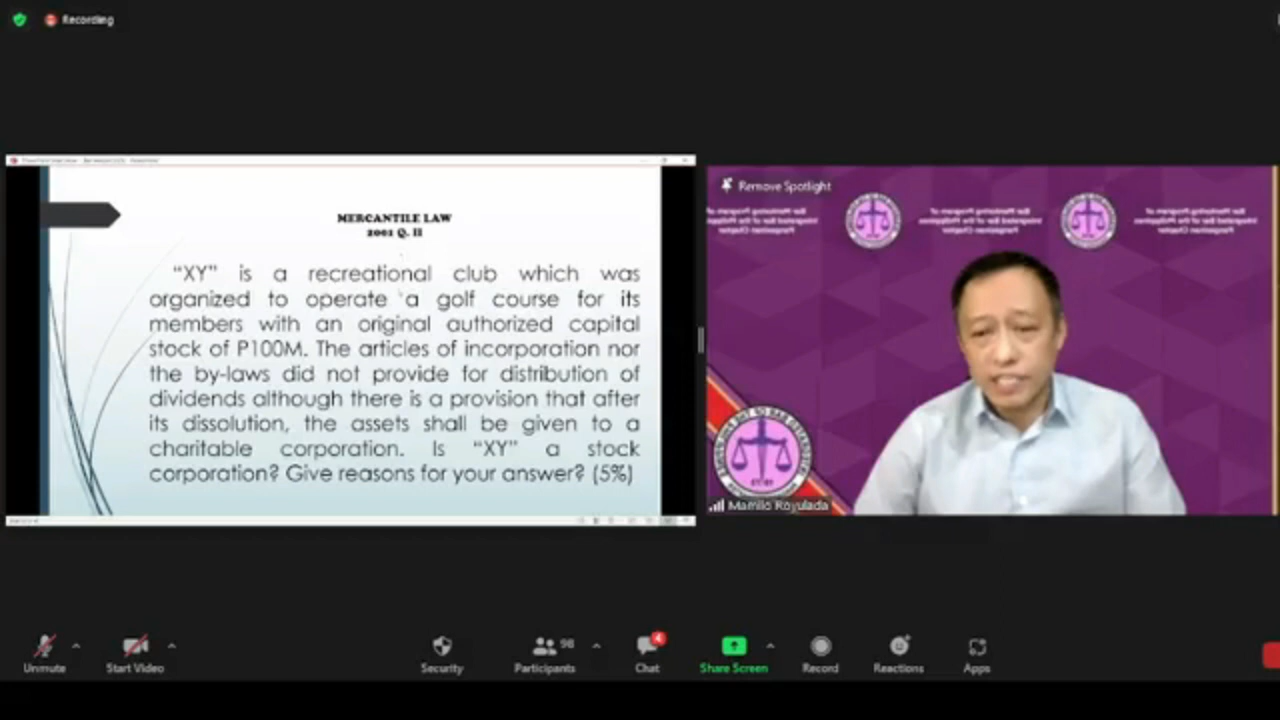 Recording
Remove Spotlight
MERCANTILE LAW
2001 Q. II
“XY” is a recreational club which was
organized to operate a golf course for its
members with an original authorized capital
stock of P100M. The articles of incorporation nor
the by-laws did not provide for distribution of
dividends although there is a provision that after
its dissolution, the assets shall be given to a
charitable corporation. Is “XY” a stock
corporation? Give reasons for your answer? (5%)
Unmute
Start Video
Security
Participants
98
Chat
4
Share Screen
Record
Reactions
Apps